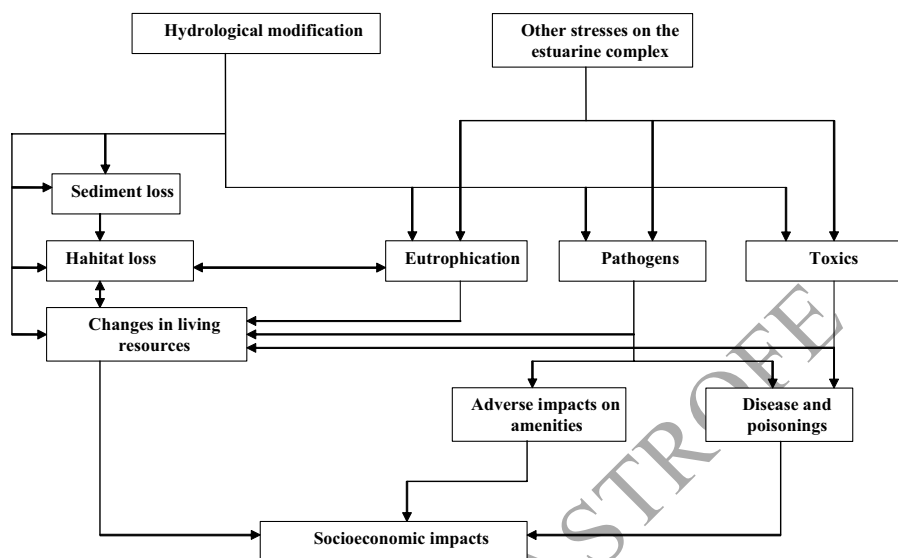 Hydrological modification
Other stresses on the
estuarine complex
Sediment loss
Hahitat loss
Eutrophication
Pathogens
Toxics
Changes in living
resources
Adverse impacts on
amenities
Disease and
poisonings
Socioeconomic impacts
STROFE